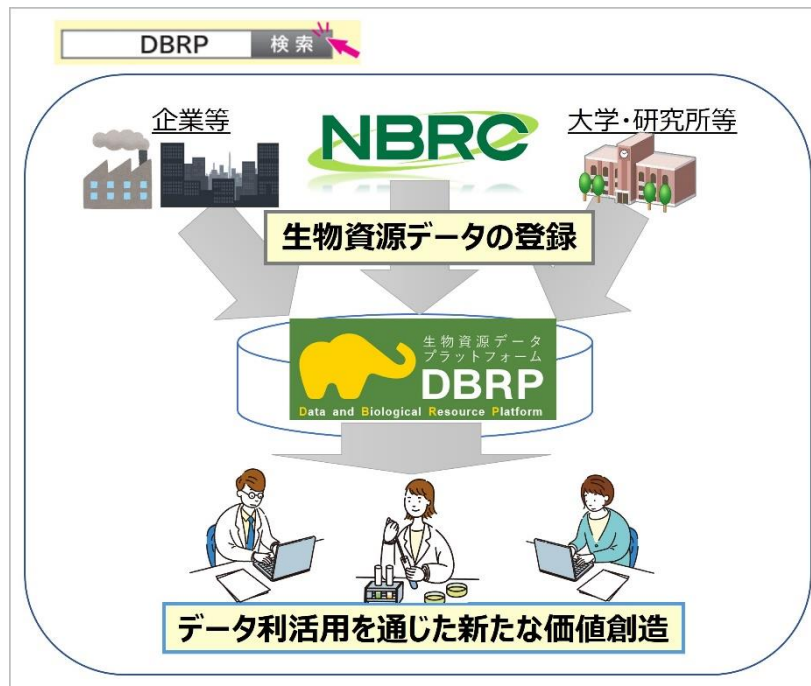 DBRP 検索
企業等
NBRC
大学・研究所等
生物資源データの登録
生物資源データ
プラットフォーム
DBRP
Data and Biological Resource Platform
データ利活用を通じた新たな価値創造